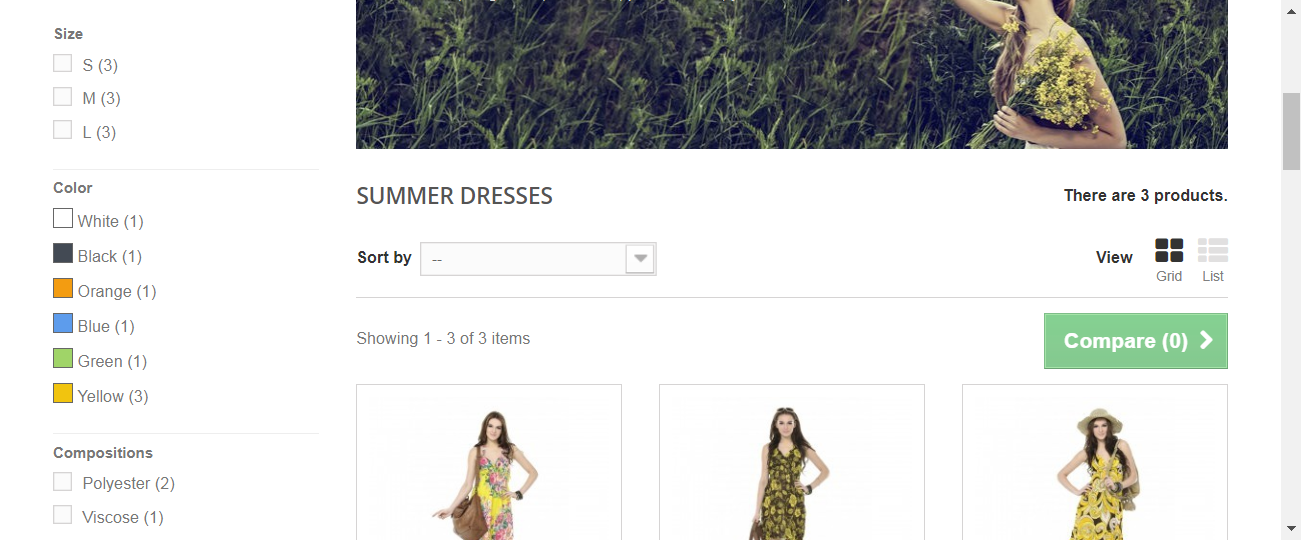 Size
S (3)
M (3)
L (3)
Color
White (1)
Black (1)
Orange (1)
Blue (1)
Green (1)
Yellow (3)
Compositions
Polyester (2)
Viscose (1)
SUMMER DRESSES
There are 3 products.
Sort by
--
View
Grid
List
Showing 1 - 3 of 3 items
Compare (0)